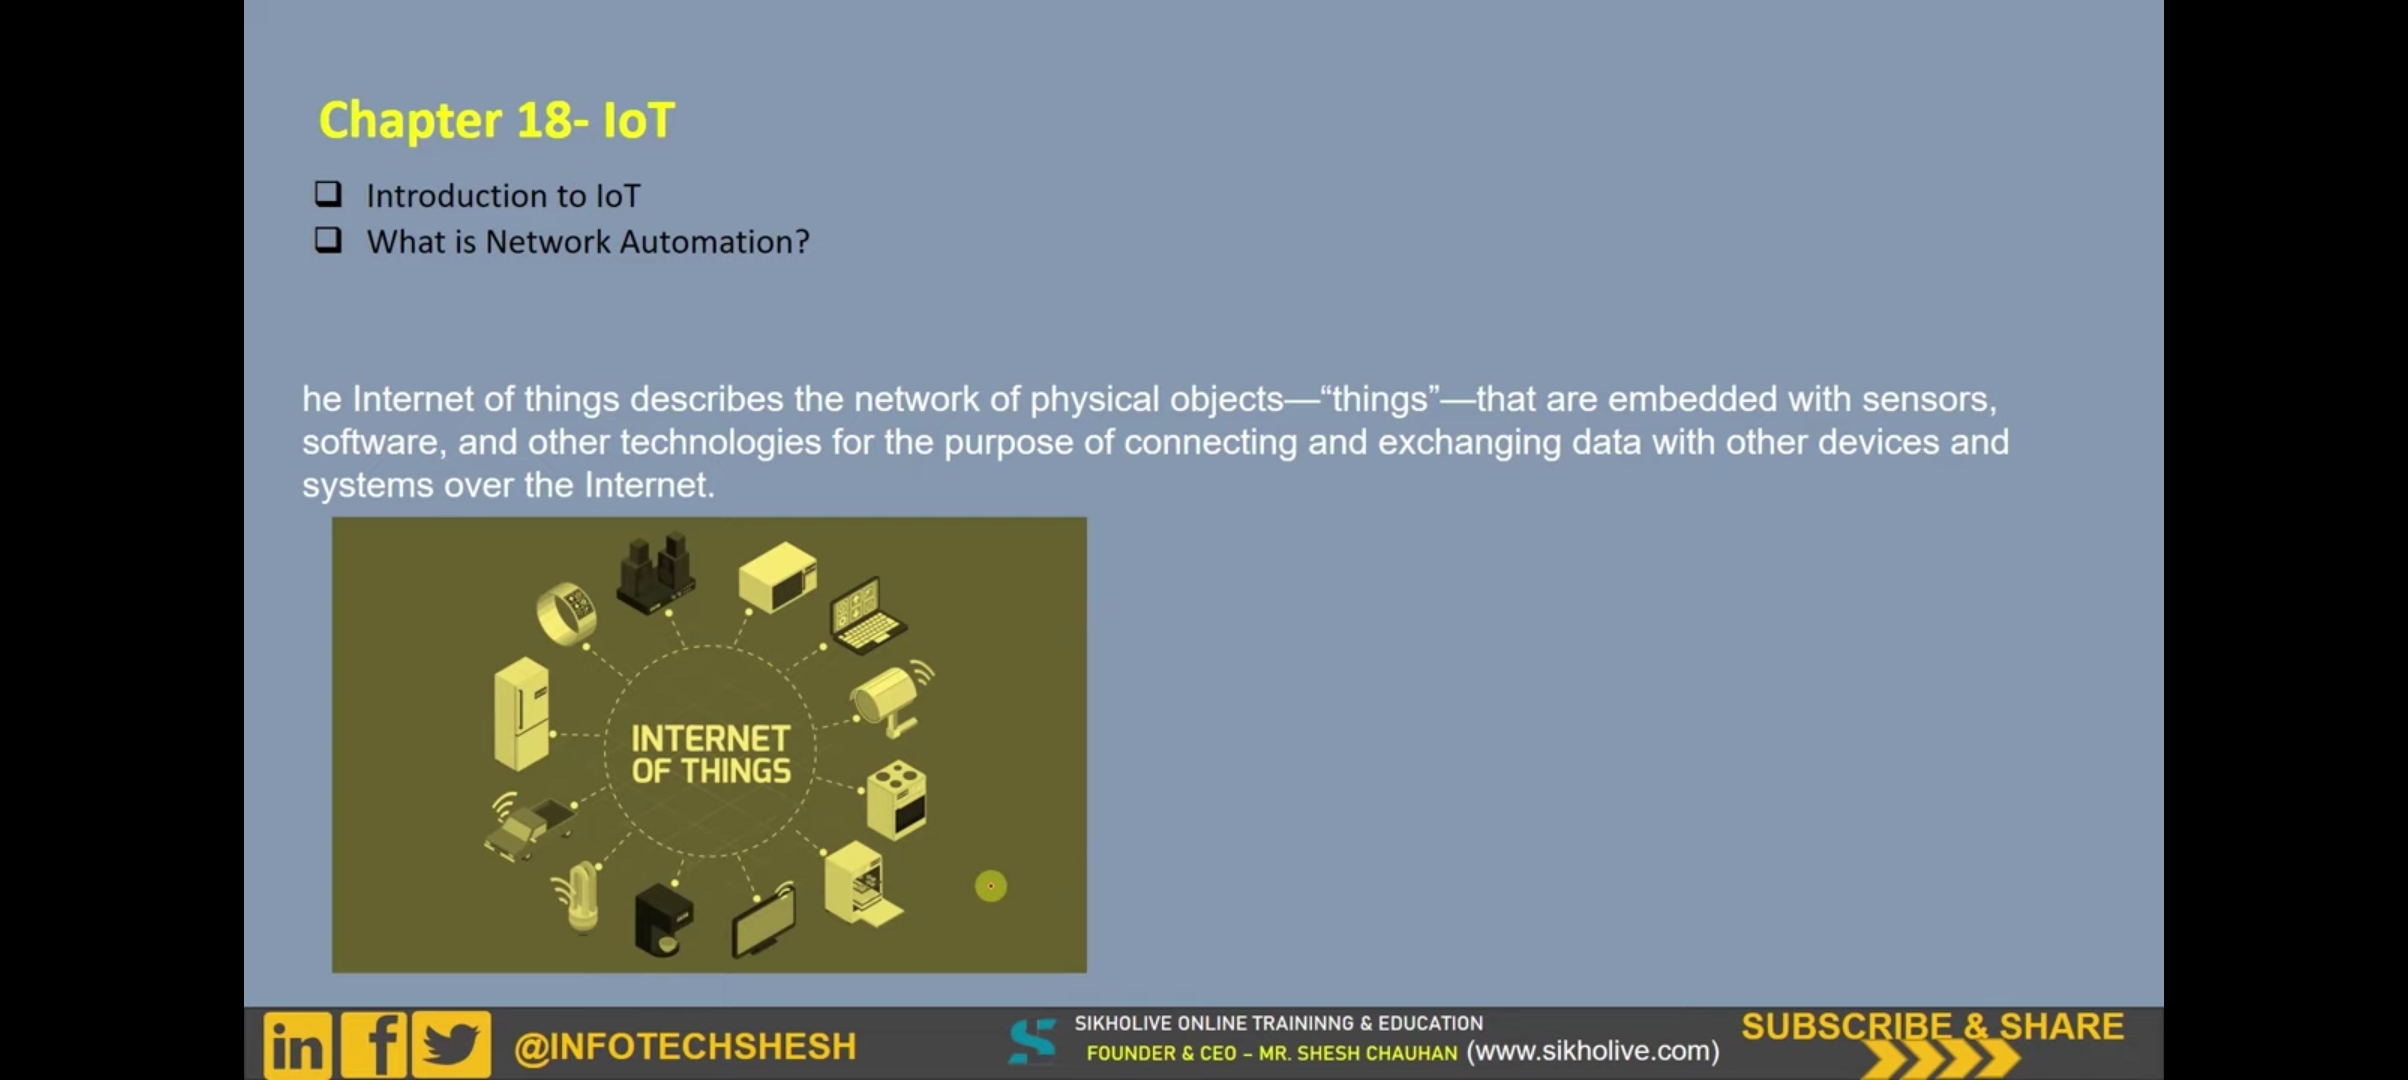 Chapter 18- IoT
Introduction to IoT
What is Network Automation?
he Internet of things describes the network of physical objects—“things”—that are embedded with sensors,
software, and other technologies for the purpose of connecting and exchanging data with other devices and
systems over the Internet.
INTERNET
OF THINGS
in f @INFOTECHSHESH
SIKHOLIVE ONLINE TRAININNG & EDUCATION
FOUNDER & CEO – MR. SHESH CHAUHAN (www.sikholive.com)
SUBSCRIBE & SHARE